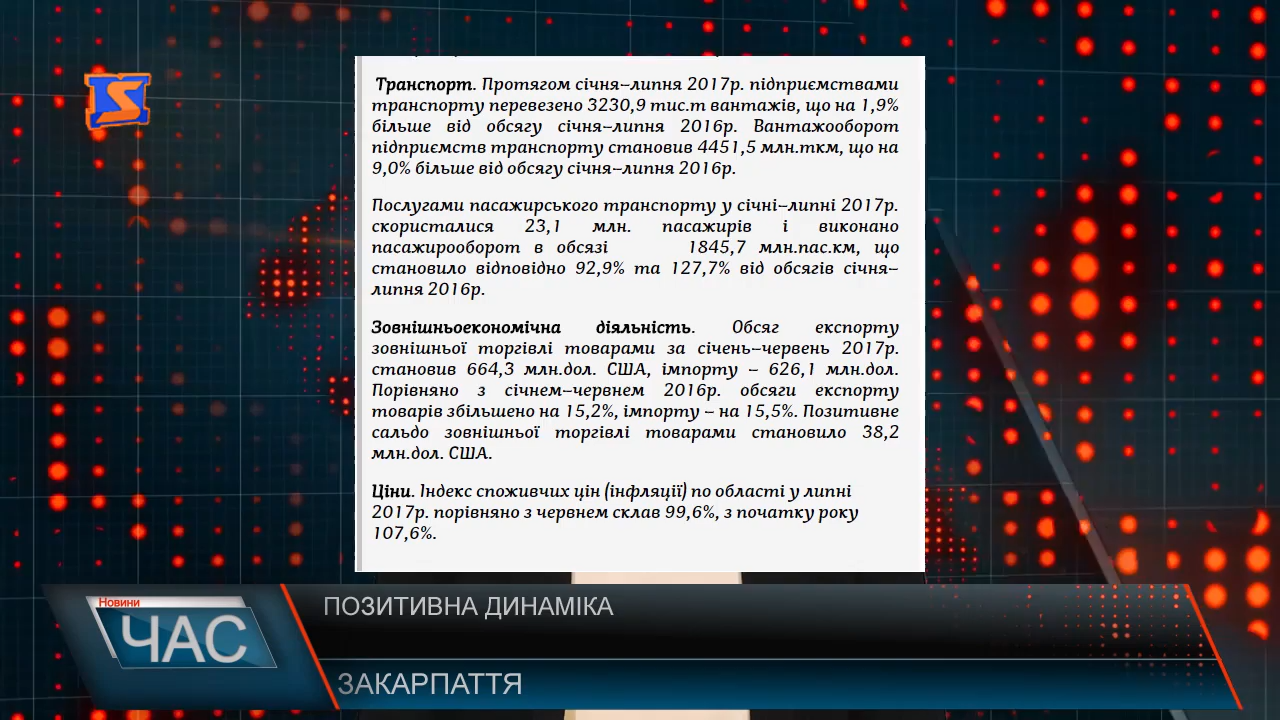 Транспорт. Протягом січня–липня 2017р. підприємствами
транспорту перевезено 3230,9 тис.т вантажів, що на 1,9%
більше від обсягу січня–липня 2016р. Вантажооборот
підприємств транспорту становив 4451,5 млн.ткм, що на
9,0% більше від обсягу січня–липня 2016р.
Послугами пасажирського транспорту у січні–липні 2017р.
скористалися 23,1 млн. пасажирів і виконано
пасажирооборот в обсязі 1845,7 млн.пас.км, що
становило відповідно 92,9% та 127,7% від обсягів січня–
липня 2016р.
Зовнішньоекономічна діяльність. Обсяг експорту
зовнішньої торгівлі товарами за січень–червень 2017р.
становив 664,3 млн.дол. США, імпорту – 626,1 млн.дол.
Порівняно з січнем–червнем 2016р. обсяги експорту
товарів збільшено на 15,2%, імпорту – на 15,5%. Позитивне
сальдо зовнішньої торгівлі товарами становило 38,2
млн.дол. США.
Ціни. Індекс споживчих цін (інфляції) по області у липні
2017р. порівняно з червнем склав 99,6%, з початку року
107,6%.
Новини
ЧАС
ПОЗИТИВНА ДИНАМІКА
ЗАКАРПАТТЯ